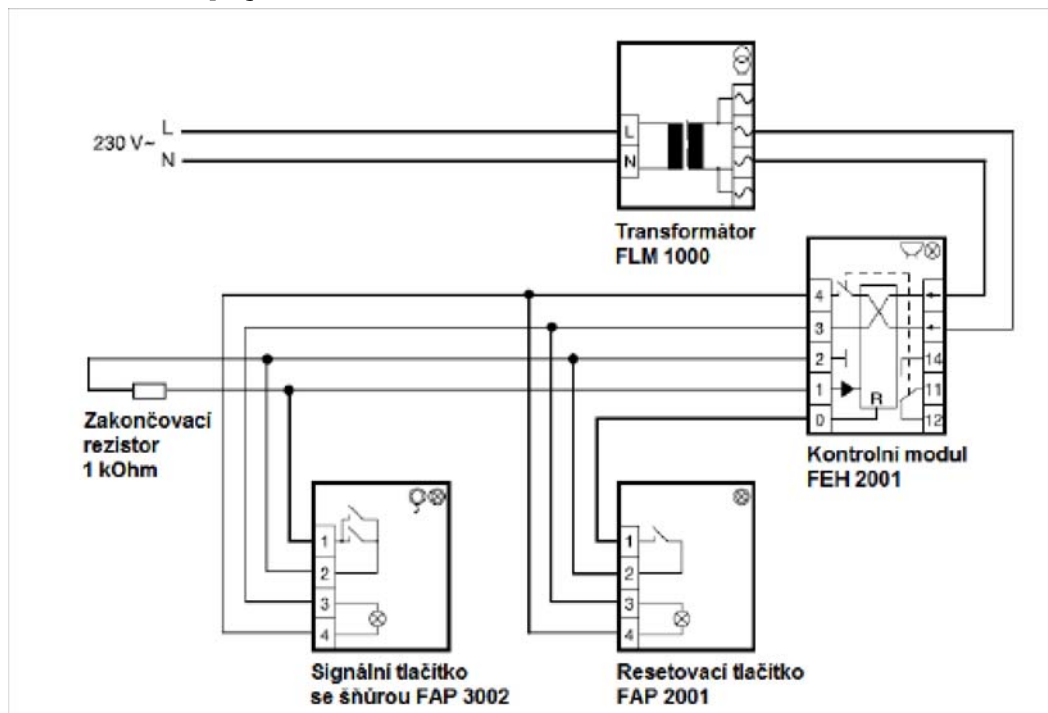 L
230 V~
N
L
N
Transformátor
FLM 1000
4
3
2
1
0
R
14
11
12
Kontrolní modul
FEH 2001
Zakončovací
rezistor
1 kOhm
1
2
3
4
Signální tlačítko
se šňůrou FAP 3002
1
2
3
4
Resetovací tlačítko
FAP 2001